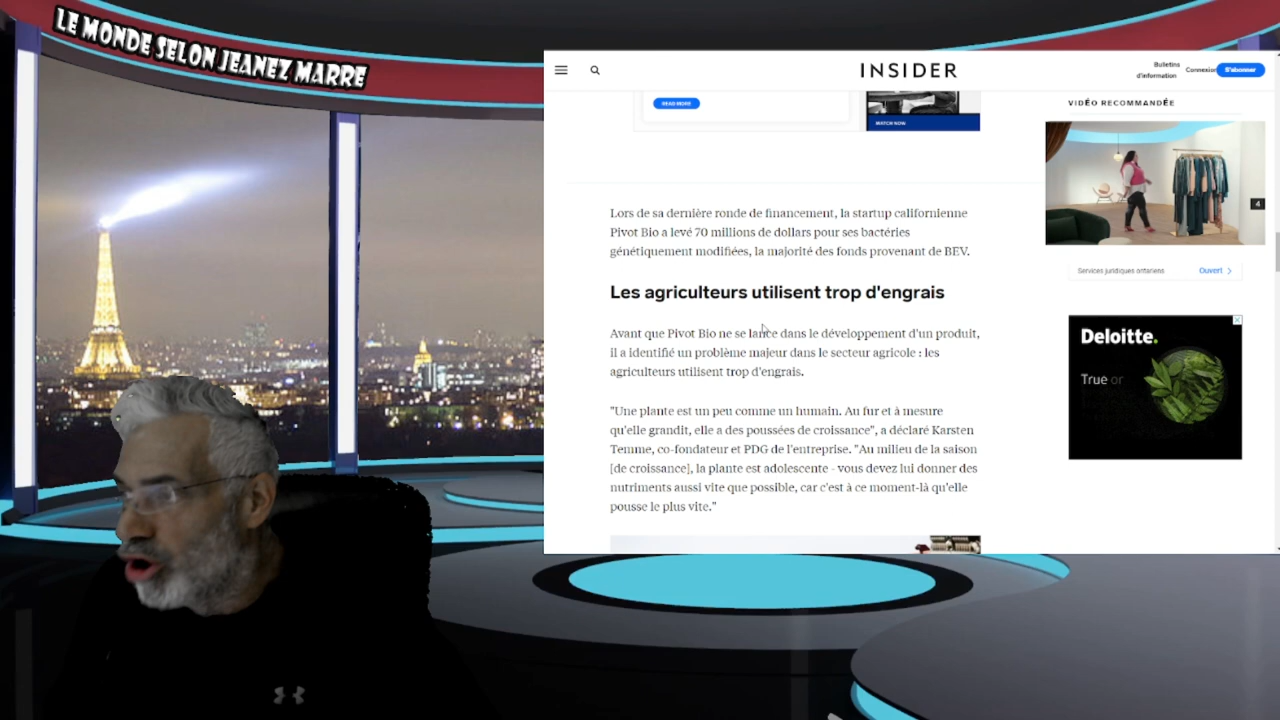 LE MONDE SELON JEANEZ MARRE
INSIDER
Bulletins
d'information
Connexion
S'abonner
READ MORE
WATCH NOW
VIDÉO RECOMMANDÉE
4
Services juridiques ontariens
Ouvert
Lors de sa dernière ronde de financement, la startup californienne
Pivot Bio a levé 70 millions de dollars pour ses bactéries
génétiquement modifiées, la majorité des fonds provenant de BEV.
Les agriculteurs utilisent trop d'engrais
Avant que Pivot Bio ne se lance dans le développement d'un produit,
il a identifié un problème majeur dans le secteur agricole : les
agriculteurs utilisent trop d'engrais.
"Une plante est un peu comme un humain. Au fur et à mesure
qu'elle grandit, elle a des poussées de croissance", a déclaré Karsten
Temme, co-fondateur et PDG de l'entreprise. "Au milieu de la saison
[de croissance], la plante est adolescente - vous devez lui donner des
nutriments aussi vite que possible, car c'est à ce moment-là qu'elle
pousse le plus vite."
Deloitte.
True or